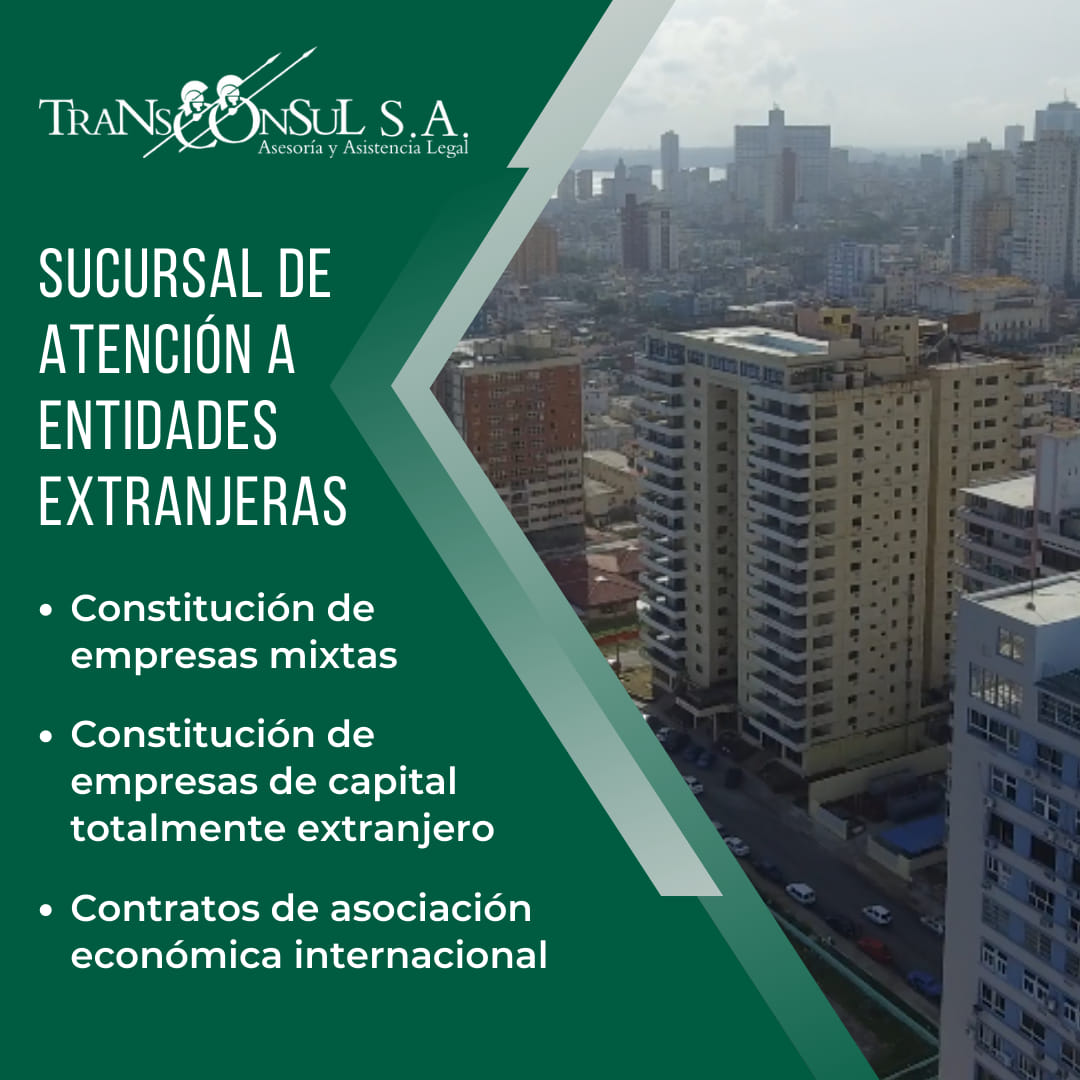 TRANSCONSUL S.A.
Asesoría y Asistencia Legal
SUCURSAL DE
ATENCIÓN A
ENTIDADES
EXTRANJERAS
• Constitución de
empresas mixtas
• Constitución de
empresas de capital
totalmente extranjero
• Contratos de asociación
económica internacional